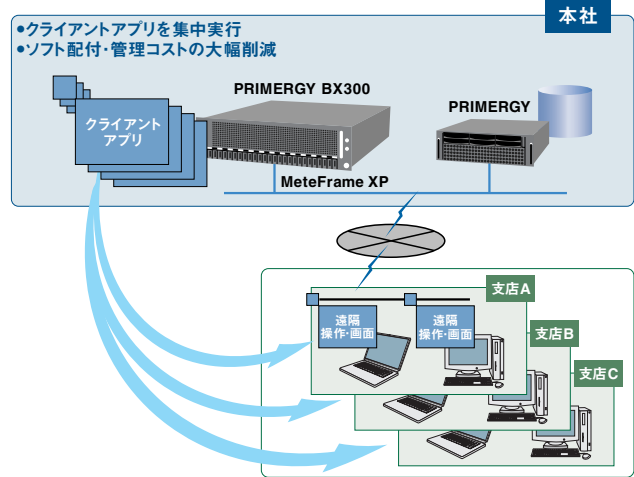 本社
●クライアントアプリを集中実行
●ソフト配付・管理コストの大幅削減
PRIMERGY BX300
PRIMERGY
クライアント
アプリ
MeteFrame XP
支店A
遠隔
操作・画面
遠隔
操作・画面
支店B
支店C